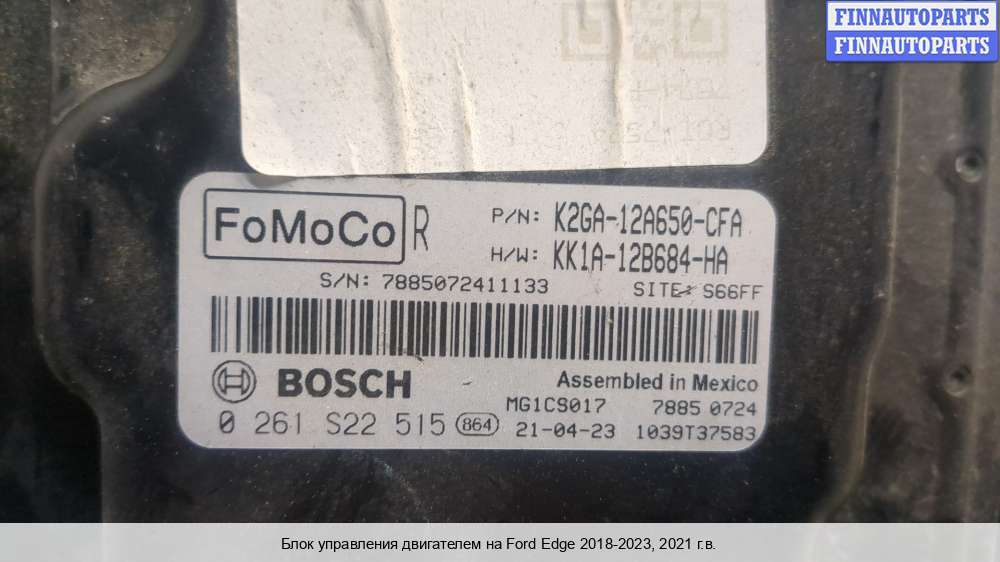 FINNAUTOPARTS
FINNAUTOPARTS
FoMoCo R
P/N: K2GA-12A650-CFA
H/W: KK1A-12B684-HA
S/N: 7885072411133 SITE: S66FF
BOSCH
Assembled in Mexico
MG1CS017 7885 0724
0 261 S22 515 864 21-04-23 1039T37583
Блок управления двигателем на Ford Edge 2018-2023, 2021 г.в.